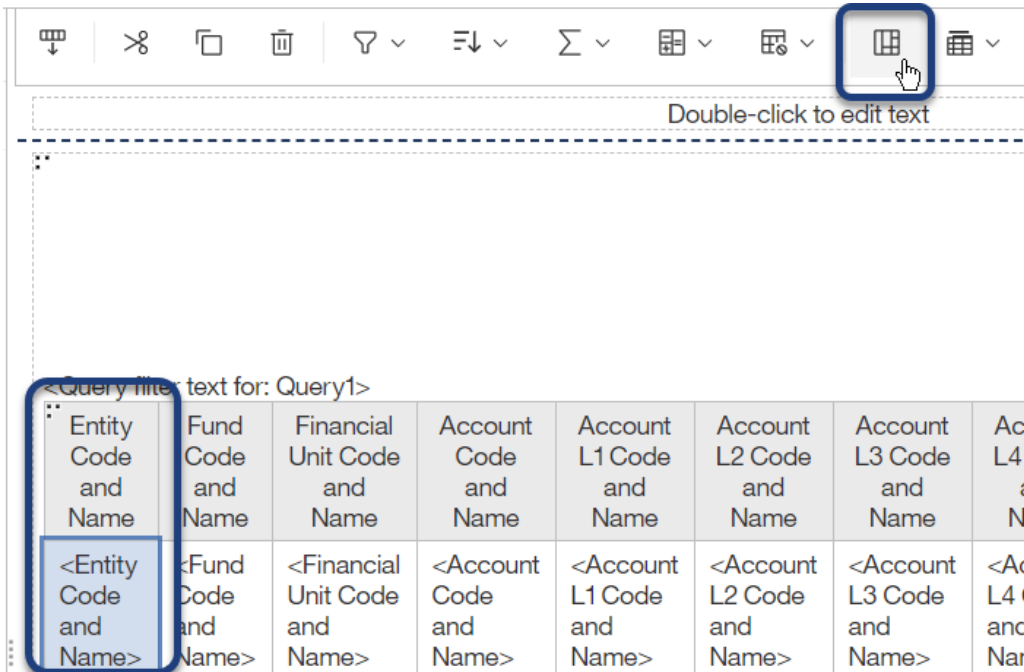 Double-click to edit text
<Query filter text for: Query1>
Entity Code and Name
Fund Code and Name
Financial Unit Code and Name
Account Code and Name
Account L1 Code and Name
Account L2 Code and Name
Account L3 Code and Name
L4
<Entity Code and Name>
<Fund Code and Name>
<Financial Unit Code and Name>
<Account Code and Name>
<Account L1 Code and Name>
<Account L2 Code and Name>
<Account L3 Code and Name>
L4